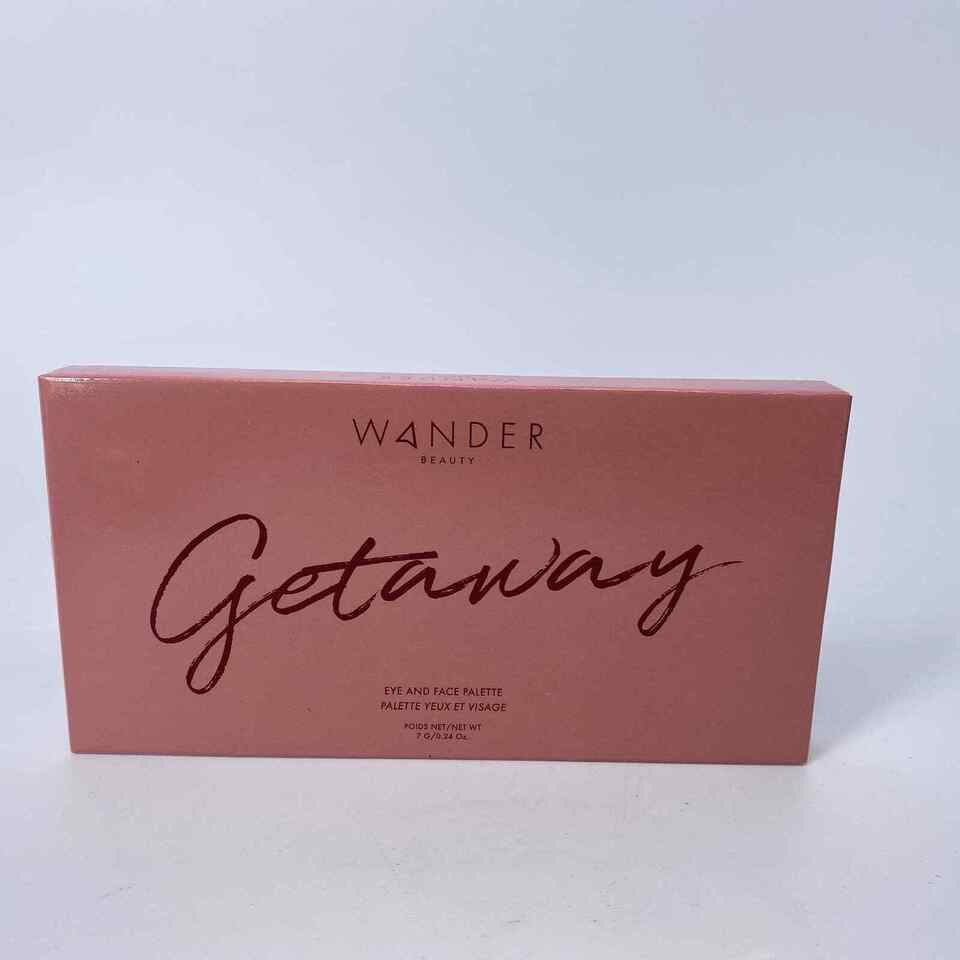 WANDER
BEAUTY
Getaway
EYE AND FACE PALETTE
PALETTE YEUX ET VISAGE
POIDS NET/NET WT
7 G/0.24 Oz.